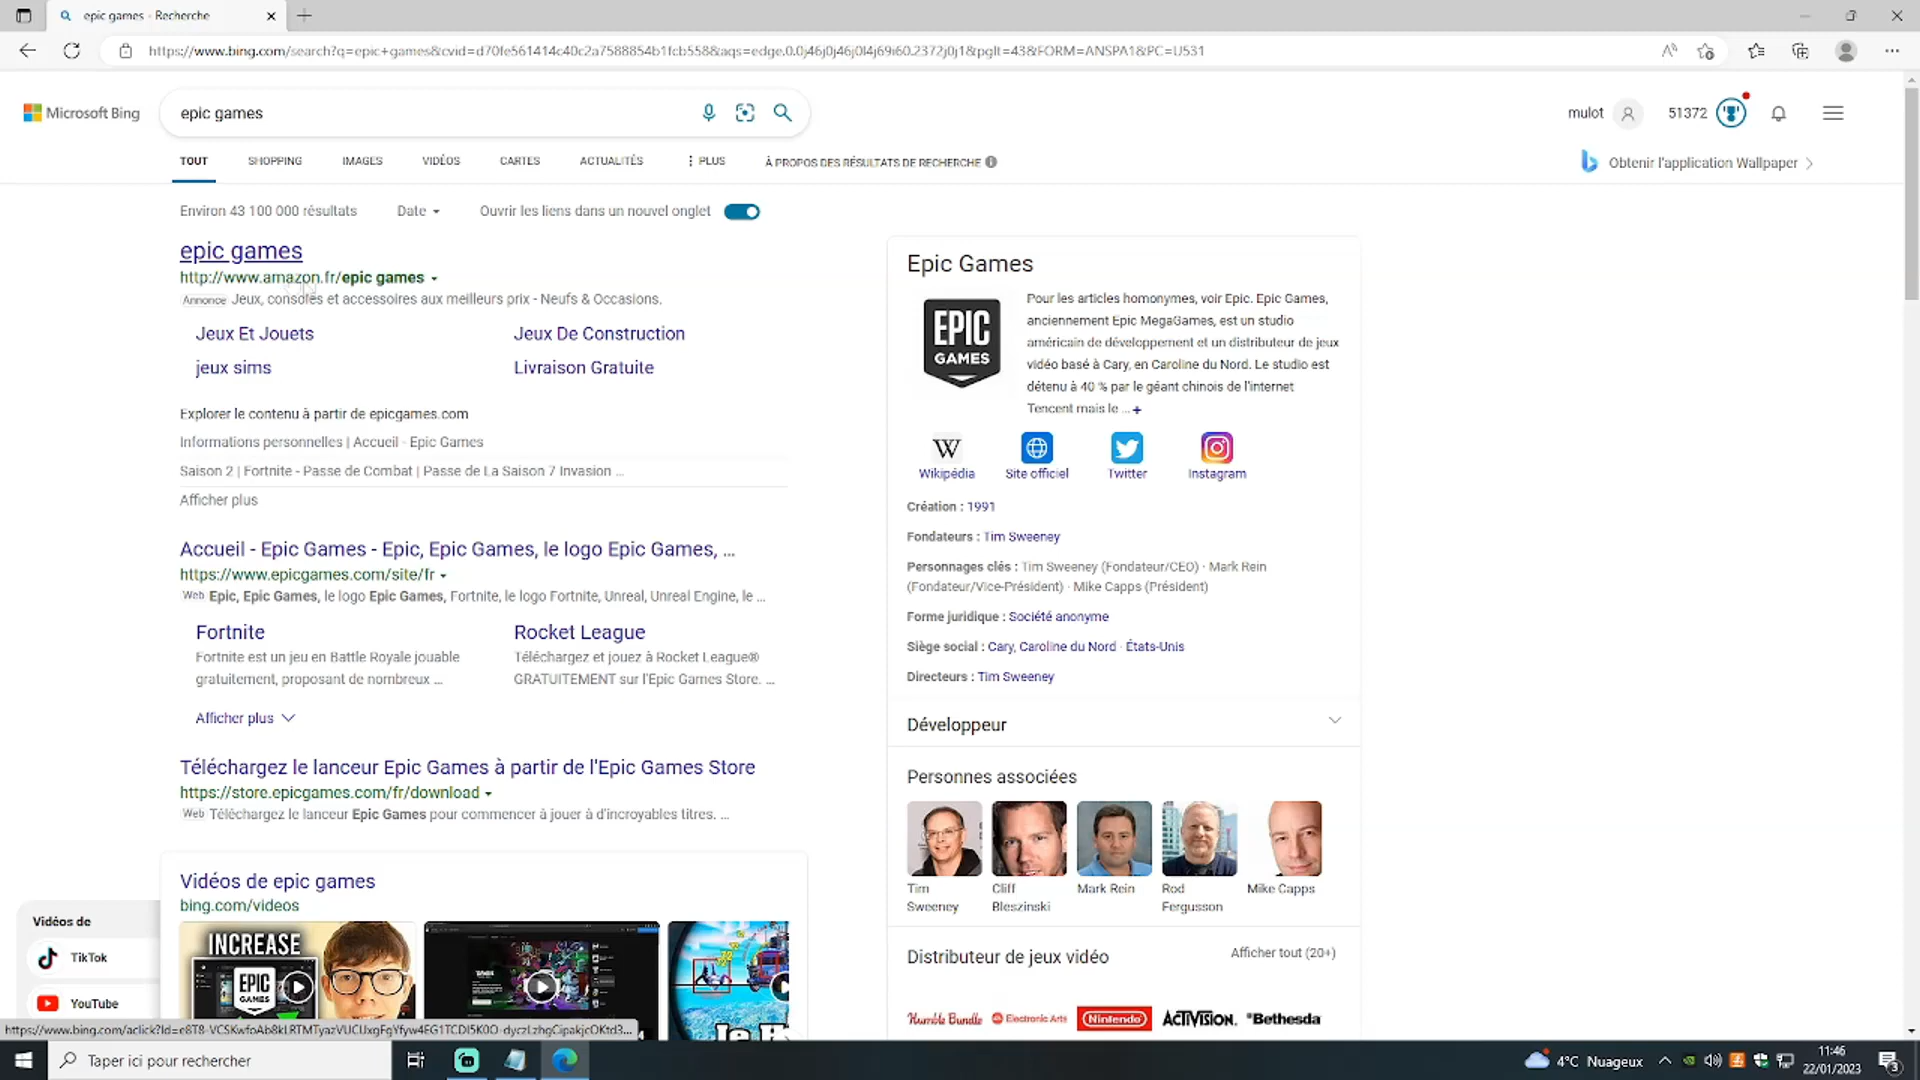 epic games - Recherche
https://www.bing.com/search?q=epic+games&cvid=d70fe561414c40c2a7588854b1fcb558&aqs=edge.0.0j46j0j46j0l4j69i60.2372j0j1&pglt=43&FORM=ANSPA1&PC=U531
Microsoft Bing
epic games
mulot
51372
TOUT
SHOPPING
IMAGES
VIDÉOS
CARTES
ACTUALITÉS
PLUS
À PROPOS DES RÉSULTATS DE RECHERCHE
Obtenir l'application Wallpaper
Environ 43 100 000 résultats
Date
Ouvrir les liens dans un nouvel onglet
epic games
http://www.amazon.fr/epic games
Annonce Jeux, consoles et accessoires aux meilleurs prix - Neufs & Occasions.
Jeux Et Jouets
Jeux De Construction
jeux sims
Livraison Gratuite
Explorer le contenu à partir de epicgames.com
Informations personnelles | Accueil - Epic Games
Saison 2 | Fortnite - Passe de Combat | Passe de La Saison 7 Invasion ...
Afficher plus
Accueil - Epic Games - Epic, Epic Games, le logo Epic Games, ...
https://www.epicgames.com/site/fr
Web Epic, Epic Games, le logo Epic Games, Fortnite, le logo Fortnite, Unreal, Unreal Engine, le ...
Fortnite
Fortnite est un jeu en Battle Royale jouable
gratuitement, proposant de nombreux ...
Rocket League
Téléchargez et jouez à Rocket League®
GRATUITEMENT sur l'Epic Games Store. ...
Afficher plus
Téléchargez le lanceur Epic Games à partir de l'Epic Games Store
https://store.epicgames.com/fr/download
Web Téléchargez le lanceur Epic Games pour commencer à jouer à d'incroyables titres. ...
Vidéos de epic games
bing.com/videos
INCREASE
EPIC
GAMES
Vidéos de
TikTok
YouTube
Epic Games
EPIC
GAMES
Pour les articles homonymes, voir Epic. Epic Games,
anciennement Epic MegaGames, est un studio
américain de développement et un distributeur de jeux
vidéo basé à Cary, en Caroline du Nord. Le studio est
détenu à 40 % par le géant chinois de l'internet
Tencent mais le ... +
Wikipédia
Site officiel
Twitter
Instagram
Création : 1991
Fondateurs : Tim Sweeney
Personnages clés : Tim Sweeney (Fondateur/CEO) · Mark Rein
(Fondateur/Vice-Président) · Mike Capps (Président)
Forme juridique : Société anonyme
Siège social : Cary, Caroline du Nord · États-Unis
Directeurs : Tim Sweeney
Développeur
Personnes associées
Tim
Sweeney
Cliff
Bleszinski
Mark Rein
Rod
Fergusson
Mike Capps
Distributeur de jeux vidéo
Afficher tout (20+)
Humble Bundle
Electronic Arts
Nintendo
ACTIVISION.
Bethesda
Taper ici pour rechercher
4°C Nuageux
11:46
22/01/2023
3